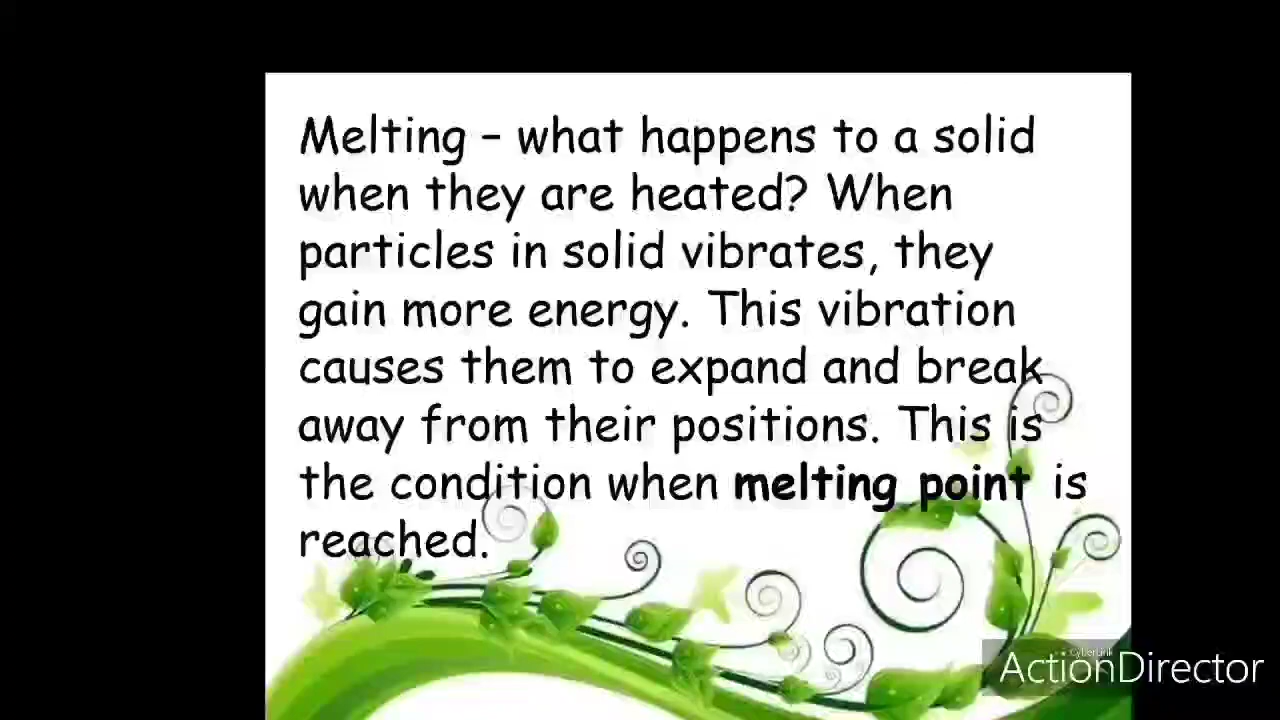 Melting – what happens to a solid
when they are heated? When
particles in solid vibrates, they
gain more energy. This vibration
causes them to expand and break
away from their positions. This is
the condition when melting point is
reached.
CyberLink
ActionDirector